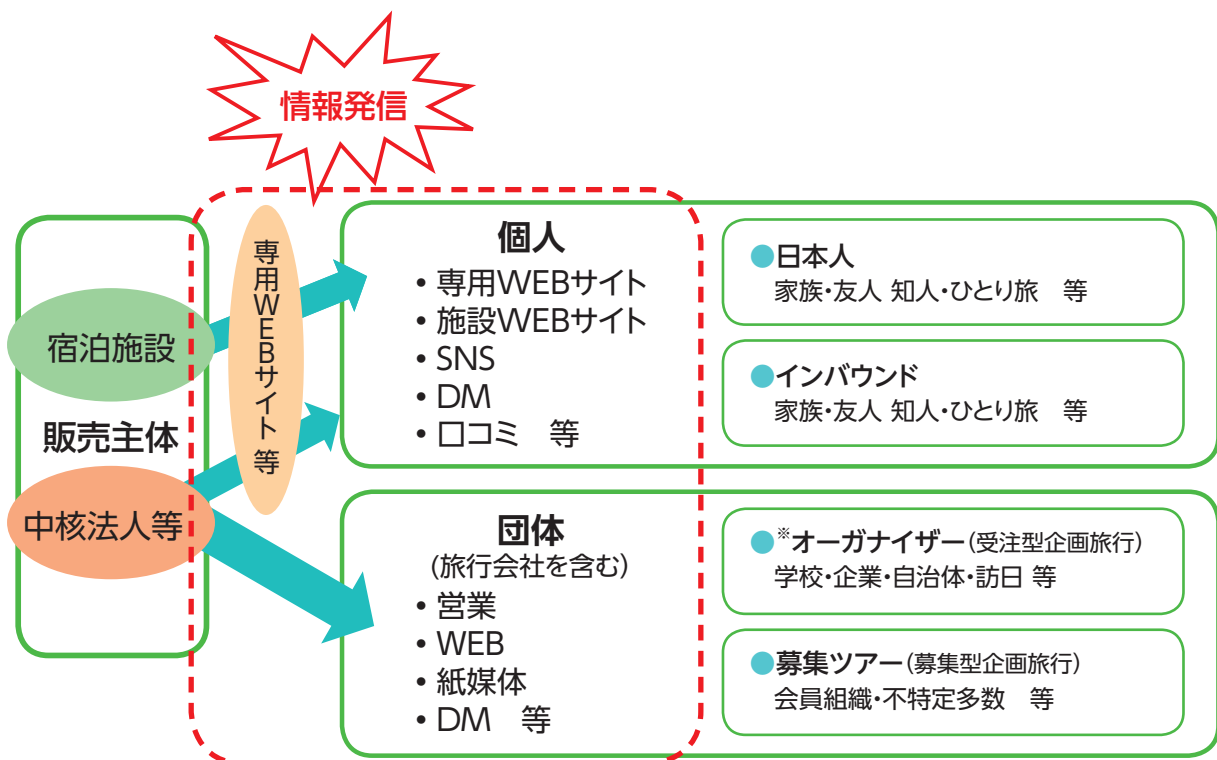 情報発信
宿泊施設
販売主体
中核法人等
専用WEBサイト等
個人
• 専用WEBサイト
• 施設WEBサイト
• SNS
• DM
• 口コミ　等
●日本人
家族・友人 知人・ひとり旅　等
●インバウンド
家族・友人 知人・ひとり旅　等
団体
(旅行会社を含む)
• 営業
• WEB
• 紙媒体
• DM　等
●※オーガナイザー(受注型企画旅行)
学校・企業・自治体・訪日 等
●募集ツアー(募集型企画旅行)
会員組織・不特定多数　等